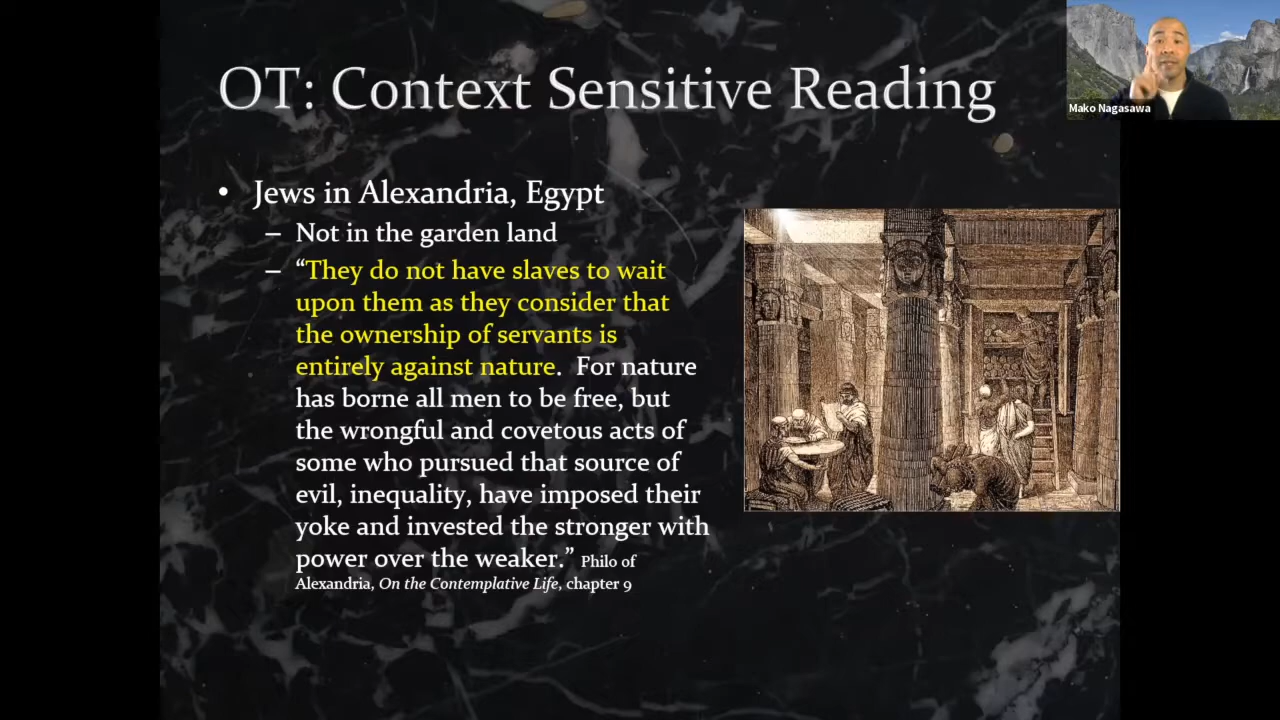 OT: Context Sensitive Reading
Mako Nagasawa
• Jews in Alexandria, Egypt
– Not in the garden land
– “They do not have slaves to wait
upon them as they consider that
the ownership of servants is
entirely against nature.  For nature
has borne all men to be free, but
the wrongful and covetous acts of
some who pursued that source of
evil, inequality, have imposed their
yoke and invested the stronger with
power over the weaker.” Philo of
Alexandria, On the Contemplative Life, chapter 9